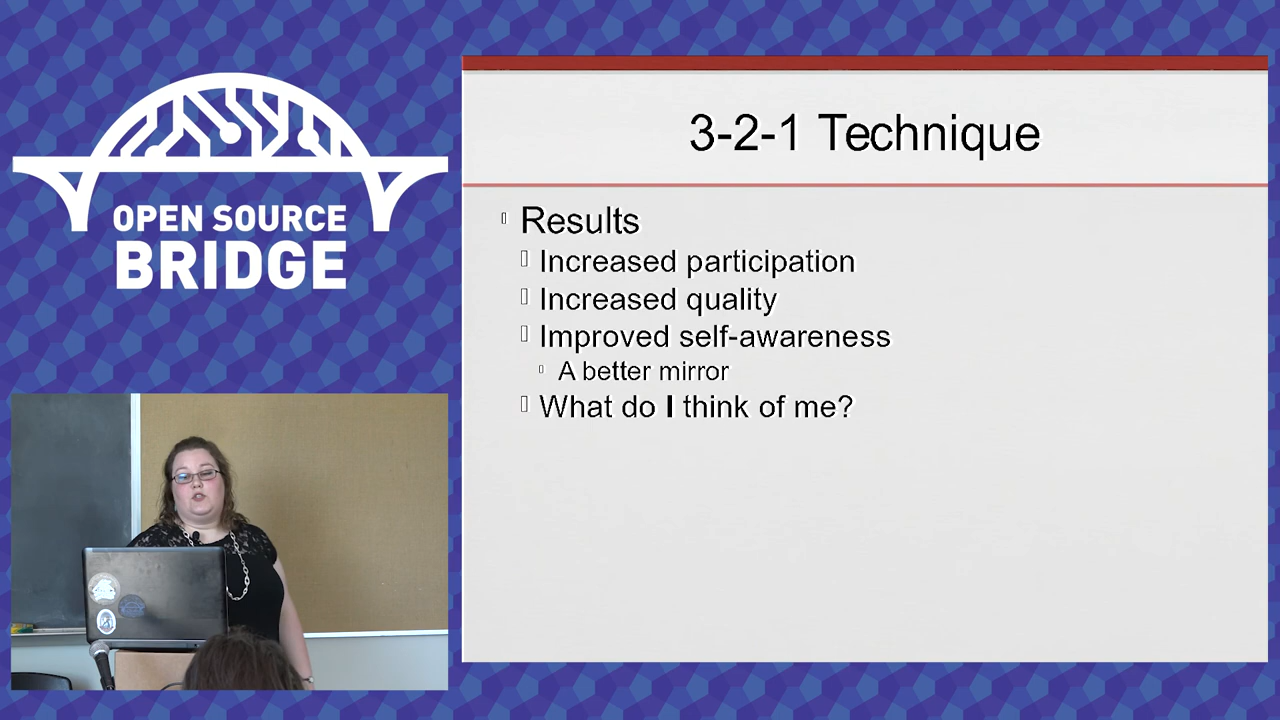 OPEN SOURCE
BRIDGE
3-2-1 Technique
Results
Increased participation
Increased quality
Improved self-awareness
A better mirror
What do I think of me?